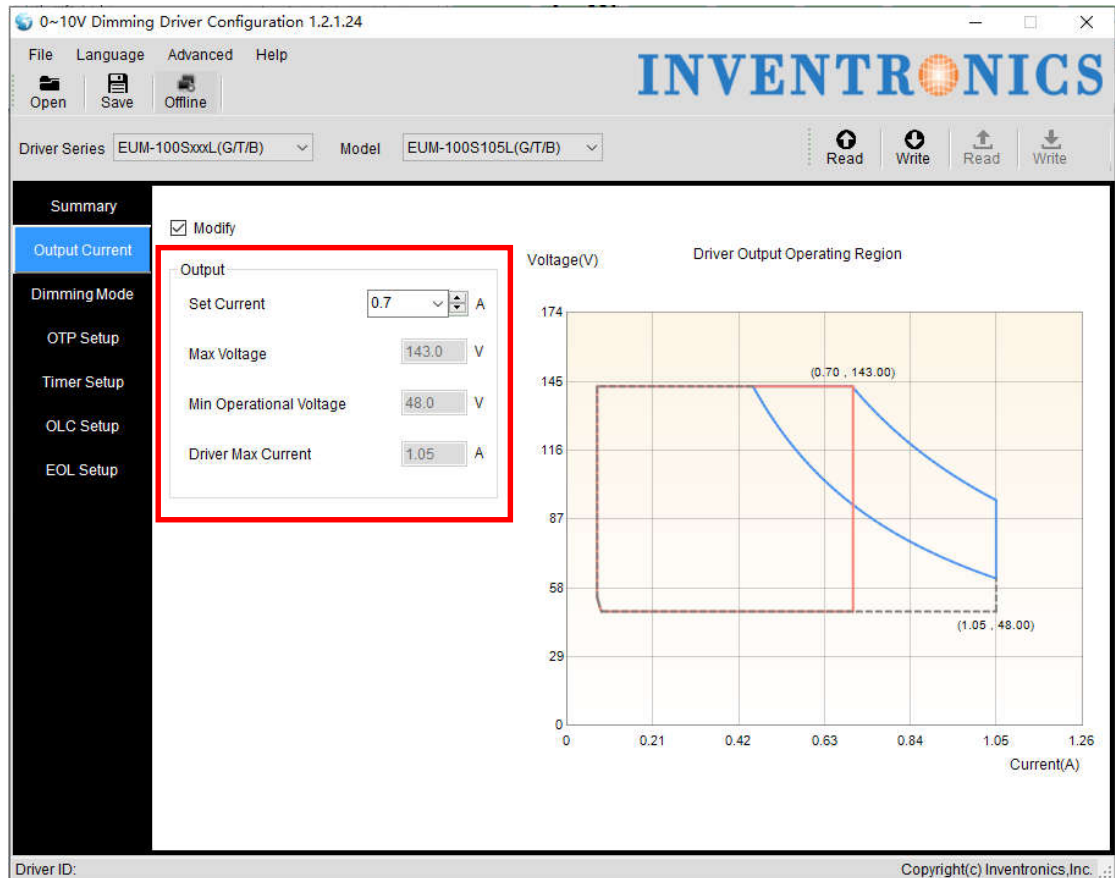 0~10V Dimming Driver Configuration 1.2.1.24
File Language Advanced Help
Open Save Offline
INVENTRONICS
Driver Series EUM-100SxxxL(G/T/B) Model EUM-100S105L(G/T/B)
Read Write Read Write
Summary
Output Current
Dimming Mode
OTP Setup
Timer Setup
OLC Setup
EOL Setup
Modify
Output
Set Current 0.7 A
Max Voltage 143.0 V
Min Operational Voltage 48.0 V
Driver Max Current 1.05 A
Voltage(V) Driver Output Operating Region
174
145
116
87
58
29
0
(0.70 , 143.00)
(1.05 , 48.00)
0 0.21 0.42 0.63 0.84 1.05 1.26
Current(A)
Driver ID: Copyright(c) Inventronics,Inc.